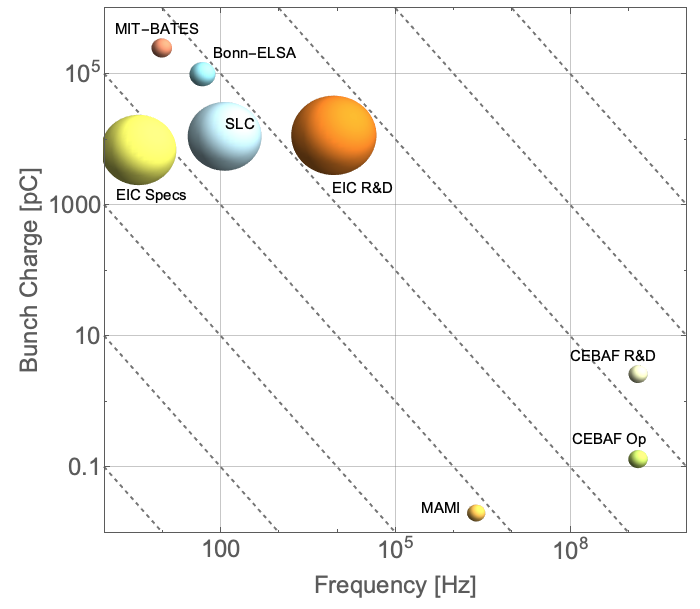 MIT−BATES
Bonn−ELSA
10^5
SLC
EIC Specs
EIC R&D
1000
Bunch Charge [pC]
10
CEBAF R&D
CEBAF Op
0.1
MAMI
100
10^5
10^8
Frequency [Hz]